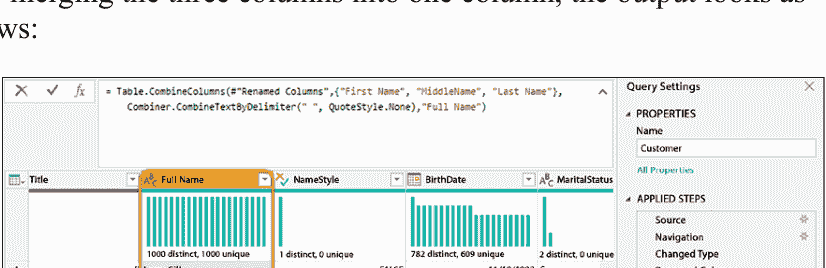 merging the three columns into one column, the output looks as
ws:
= Table.CombineColumns(#"Renamed Columns",{"First Name", "MiddleName", "Last Name"},
Combiner.CombineTextByDelimiter(" ", QuoteStyle.None),"Full Name")
Query Settings
PROPERTIES
Name
Customer
All Properties
APPLIED STEPS
Source
Navigation
Changed Type
Title
Full Name
NameStyle
BirthDate
MaritalStatus
1000 distinct, 1000 unique
1 distinct, 0 unique
782 distinct, 609 unique
2 distinct, 0 unique